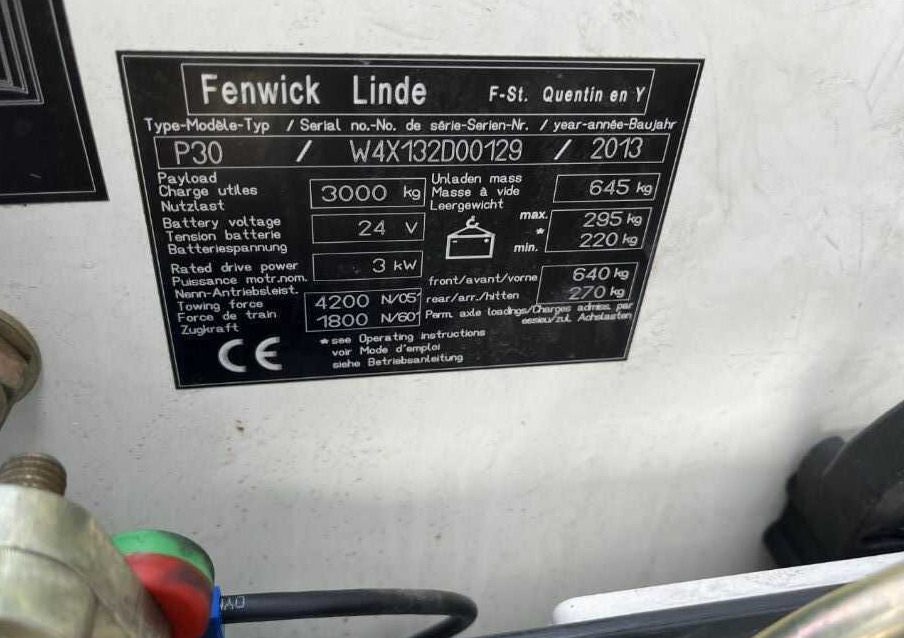 Fenwick Linde F-St. Quentin en Y
Type-Modèle-Typ / Serial no.-No. de série-Serien-Nr. / year-année-Baujahr
P30 / W4X132D00129 / 2013
Payload
Charge utiles
Nutzlast
3000 kg
Unladen mass
Masse à vide
Leergewicht
645 kg
Battery voltage
Tension batterie
Batteriespannung
24 V
max.
*
min.
295 kg
220 kg
Rated drive power
Puissance motr.nom.
Nenn-Antriebsleist.
3 kW
front/avant/vorne
640 kg
rear/arr./hitten
270 kg
Towing force
Force de train
Zugkraft
4200 N/05'
1800 N/60'
Perm. axle loadings/Charges admies. par
essieu/zul. Achslasten
CE
* see Operating instructions
voir Mode d'emploi
siehe Betriebsanleitung